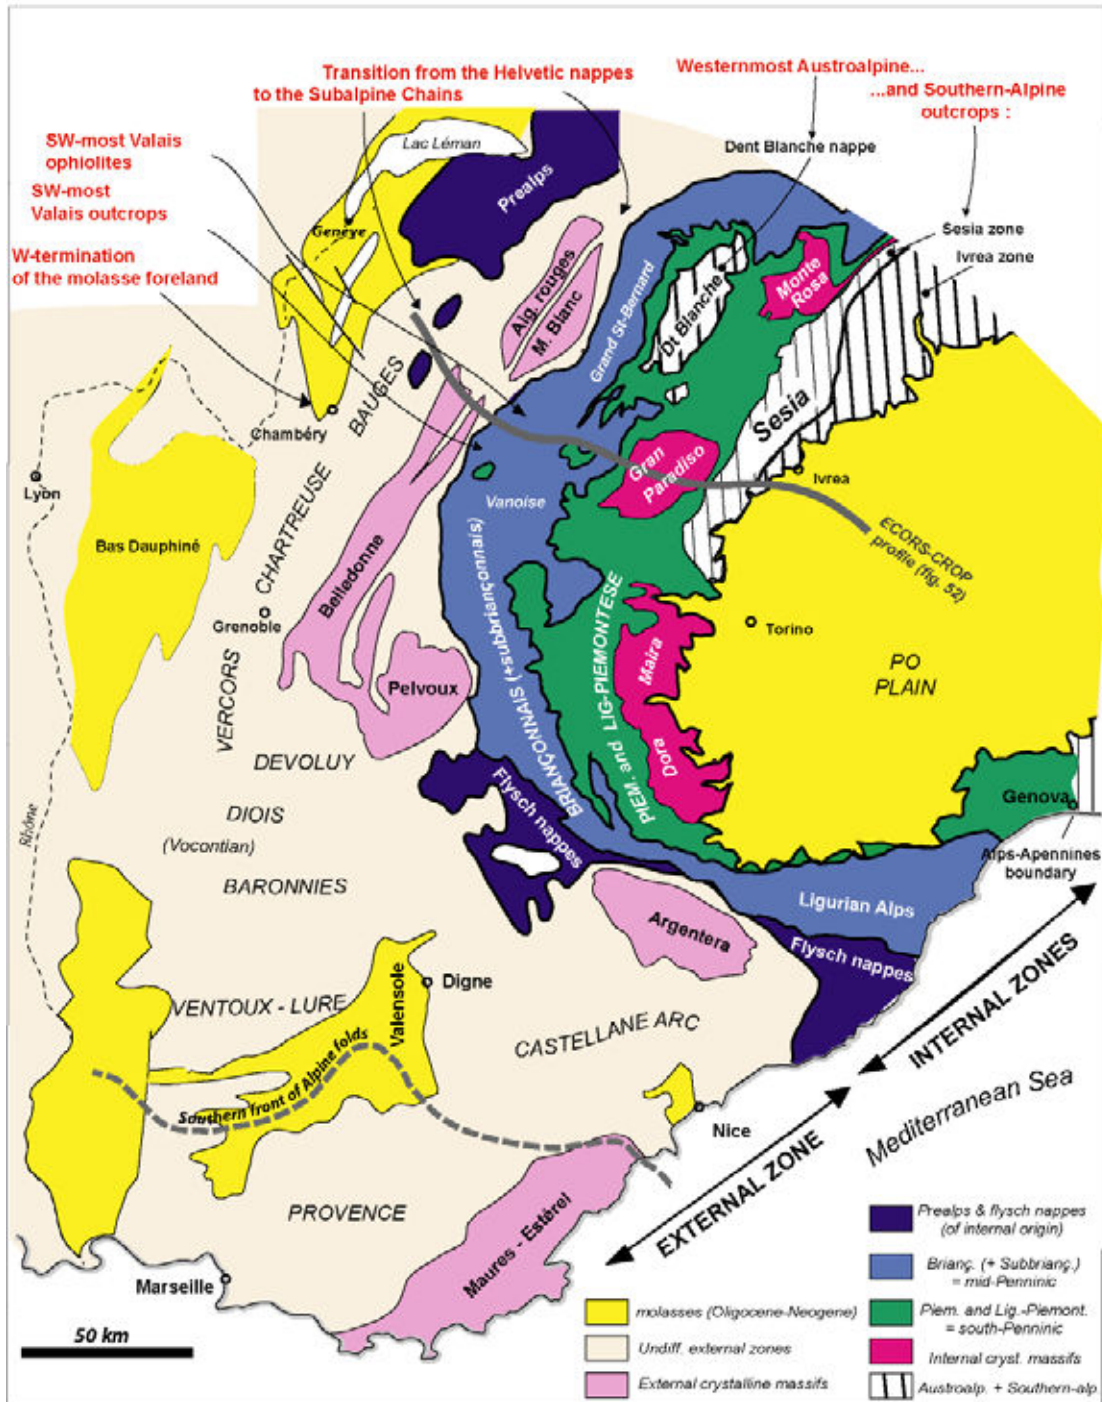 Transition from the Helvetic nappes
to the Subalpine Chains
Westernmost Austroalpine...
...and Southern-Alpine
outcrops :
SW-most Valais
ophiolites
SW-most
Valais outcrops
W-termination
of the molasse foreland
Lac Léman
Prealps
Genève
Dent Blanche nappe
Sesia zone
Ivrea zone
Aig. rouges
M. Blanc
Grand St-Bernard
Dt Blanche
Monte
Rosa
BAUGES
Chambéry
Lyon
Bas Dauphiné
CHARTREUSE
Grenoble
Belledonne
Vanoise
Gran
Paradiso
Sesia
Ivrea
ECORS-CROP
profile (fig. 52)
Torino
PO
PLAIN
Pelvoux
VERCORS
DEVOLUY
DIOIS
(Vocontian)
BARONNIES
Rhône
BRIANÇONNAIS (+subbriançonnais)
PIEM. and LIG-PIEMONTESE
Maira
Dora
Flysch nappes
Genova
Alps-Apennines
boundary
Ligurian Alps
Argentera
Flysch nappes
Digne
VENTOUX - LURE
Valensole
Southern front of Alpine folds
CASTELLANE ARC
INTERNAL ZONES
Mediterranean Sea
EXTERNAL ZONE
Nice
PROVENCE
Maures - Estérel
Marseille
50 km
molasses (Oligocene-Neogene)
Undiff. external zones
External crystalline massifs
Prealps & flysch nappes
(of internal origin)
Brianç. (+ Subbrianç.)
= mid-Penninic
Piem. and Lig.-Piemont.
= south-Penninic
Internal cryst. massifs
Austroalp. + Southern-alp